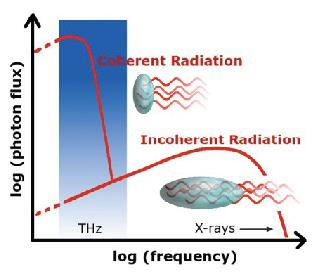 Coherent Radiation
Incoherent Radiation
log (photon flux)
THz
X-rays
log (frequency)